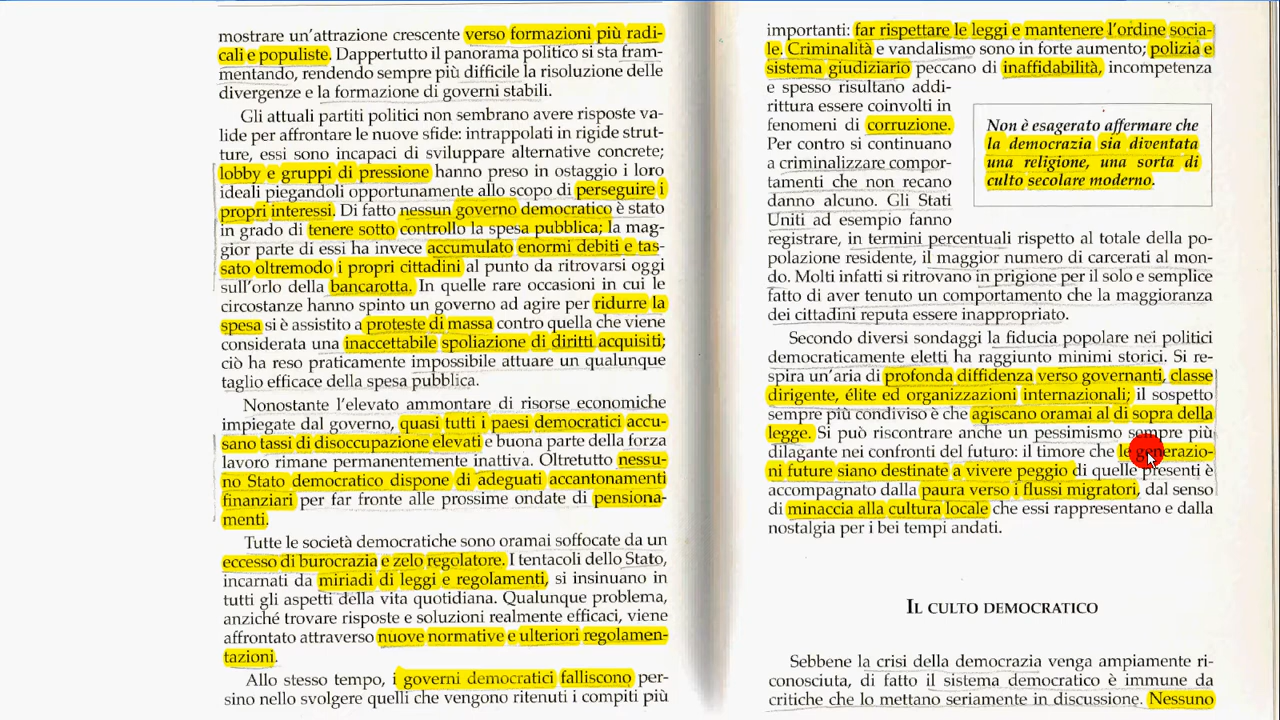 mostrare un'attrazione crescente verso formazioni più radi-
cali e populiste. Dappertutto il panorama politico si sta fram-
mentando, rendendo sempre più difficile la risoluzione delle
divergenze e la formazione di governi stabili.
Gli attuali partiti politici non sembrano avere risposte va-
lide per affrontare le nuove sfide: intrappolati in rigide strut-
ture, essi sono incapaci di sviluppare alternative concrete;
lobby e gruppi di pressione hanno preso in ostaggio i loro
ideali piegandoli opportunamente allo scopo di perseguire i
propri interessi. Di fatto nessun governo democratico è stato
in grado di tenere sotto controllo la spesa pubblica; la mag-
gior parte di essi ha invece accumulato enormi debiti e tas-
sato oltremodo i propri cittadini al punto da ritrovarsi oggi
sull'orlo della bancarotta. In quelle rare occasioni in cui le
circostanze hanno spinto un governo ad agire per ridurre la
spesa si è assistito a proteste di massa contro quella che viene
considerata una inaccettabile spoliazione di diritti acquisiti;
ciò ha reso praticamente impossibile attuare un qualunque
taglio efficace della spesa pubblica.
Nonostante l'elevato ammontare di risorse economiche
impiegate dal governo, quasi tutti i paesi democratici accu-
sano tassi di disoccupazione elevati e buona parte della forza
lavoro rimane permanentemente inattiva. Oltretutto nessu-
no Stato democratico dispone di adeguati accantonamenti
finanziari per far fronte alle prossime ondate di pensiona-
menti.
Tutte le società democratiche sono oramai soffocate da un
eccesso di burocrazia e zelo regolatore. I tentacoli dello Stato,
incarnati da miriadi di leggi e regolamenti, si insinuano in
tutti gli aspetti della vita quotidiana. Qualunque problema,
anziché trovare risposte e soluzioni realmente efficaci, viene
affrontato attraverso nuove normative e ulteriori regolamen-
tazioni.
Allo stesso tempo, i governi democratici falliscono per-
sino nello svolgere quelli che vengono ritenuti i compiti più
importanti: far rispettare le leggi e mantenere l'ordine socia-
le. Criminalità e vandalismo sono in forte aumento; polizia e
sistema giudiziario peccano di inaffidabilità, incompetenza
e spesso risultano addi-
rittura essere coinvolti in
fenomeni di corruzione.
Per contro si continuano
a criminalizzare compor-
tamenti che non recano
danno alcuno. Gli Stati
Uniti ad esempio fanno
registrare, in termini percentuali rispetto al totale della po-
polazione residente, il maggior numero di carcerati al mon-
do. Molti infatti si ritrovano in prigione per il solo e semplice
fatto di aver tenuto un comportamento che la maggioranza
dei cittadini reputa essere inappropriato.
Non è esagerato affermare che
la democrazia sia diventata
una religione, una sorta di
culto secolare moderno.
Secondo diversi sondaggi la fiducia popolare nei politici
democraticamente eletti ha raggiunto minimi storici. Si re-
spira un'aria di profonda diffidenza verso governanti, classe
dirigente, élite ed organizzazioni internazionali; il sospetto
sempre più condiviso è che agiscano oramai al di sopra della
legge. Si può riscontrare anche un pessimismo sempre più
dilagante nei confronti del futuro: il timore che le generazio-
ni future siano destinate a vivere peggio di quelle presenti è
accompagnato dalla paura verso i flussi migratori, dal senso
di minaccia alla cultura locale che essi rappresentano e dalla
nostalgia per i bei tempi andati.
IL CULTO DEMOCRATICO
Sebbene la crisi della democrazia venga ampiamente ri-
conosciuta, di fatto il sistema democratico è immune da
critiche che lo mettano seriamente in discussione. Nessuno